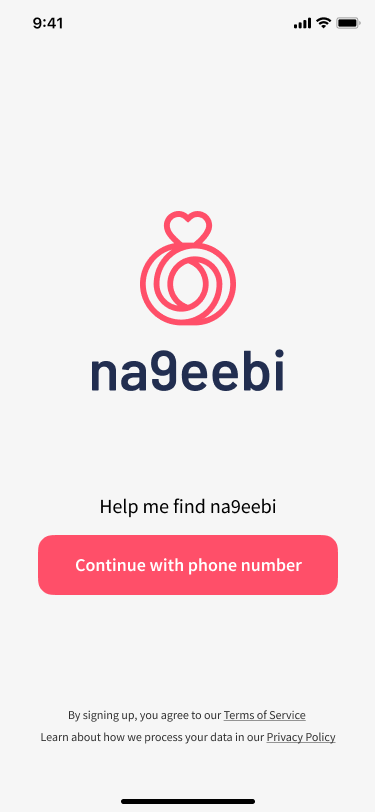 9:41
na9eebi
Help me find na9eebi
Continue with phone number
By signing up, you agree to our Terms of Service
Learn about how we process your data in our Privacy Policy